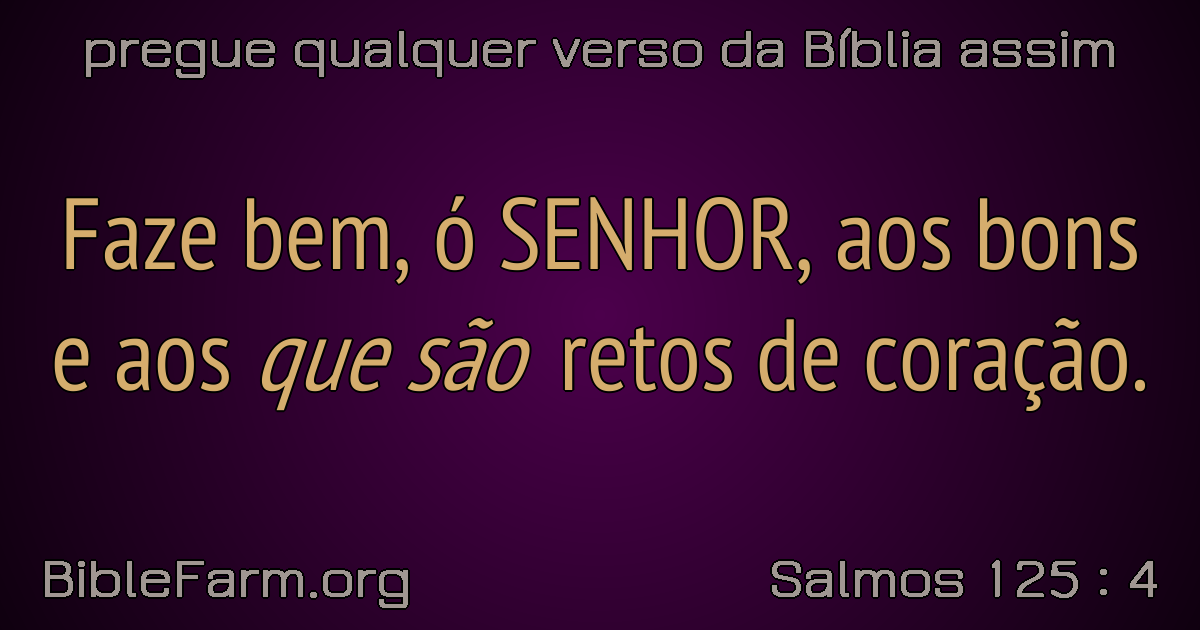 pregue qualquer verso da Bíblia assim
Faze bem, ó SENHOR, aos bons
e aos que são retos de coração.
BibleFarm.org
Salmos 125 : 4